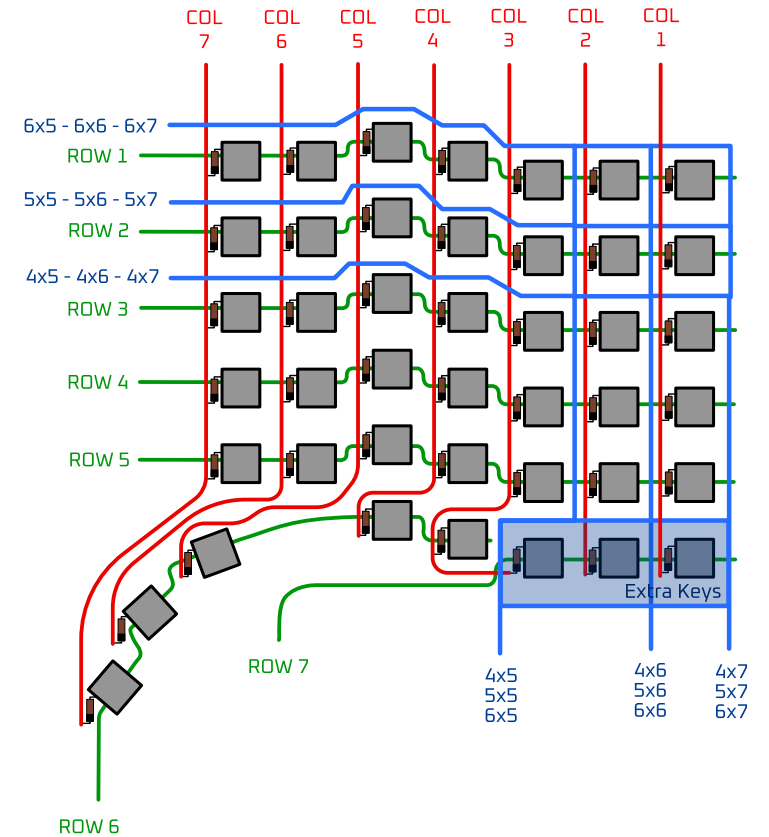 COL COL COL COL COL COL COL
7 6 5 4 3 2 1
6x5 - 6x6 - 6x7
ROW 1
5x5 - 5x6 - 5x7
ROW 2
4x5 - 4x6 - 4x7
ROW 3
ROW 4
ROW 5
Extra Keys
ROW 7
4x5 4x6 4x7
5x5 5x6 5x7
6x5 6x6 6x7
ROW 6